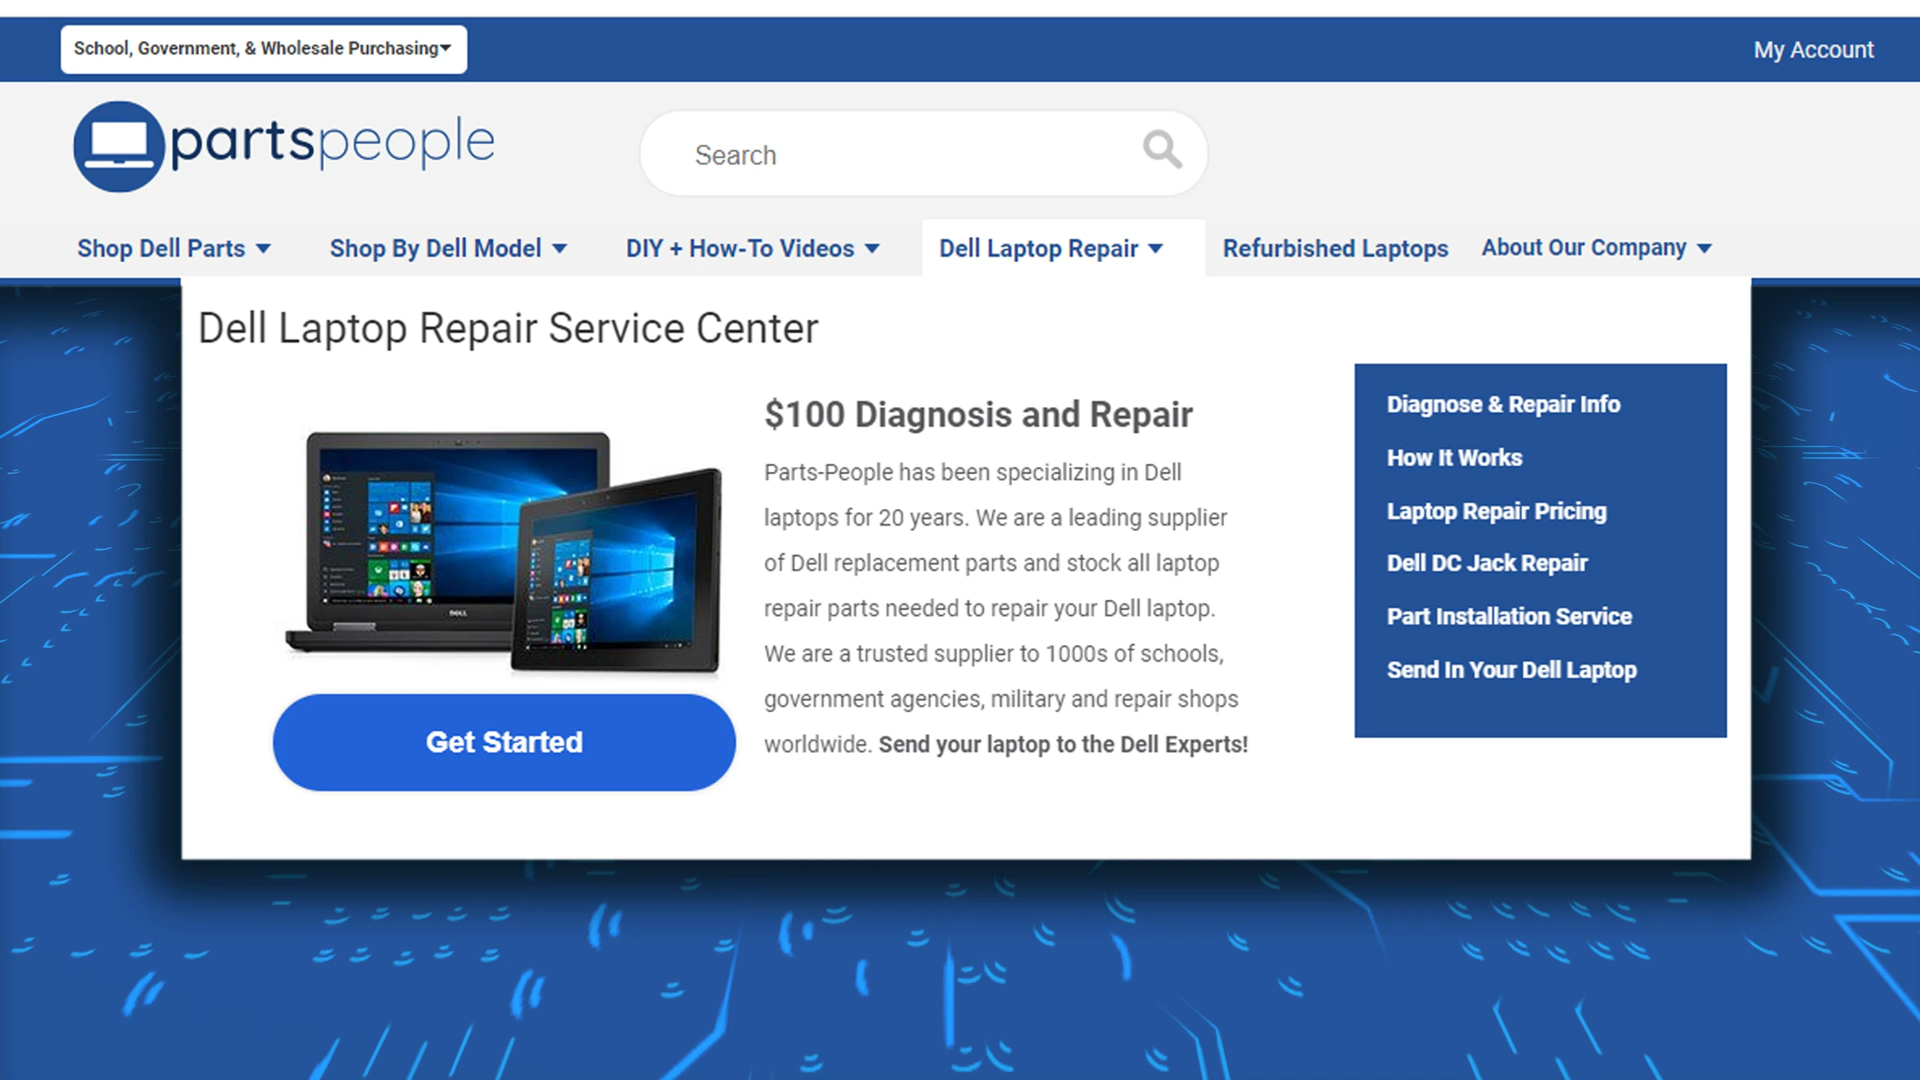 School, Government, & Wholesale Purchasing
My Account
partspeople
Search
Shop Dell Parts
Shop By Dell Model
DIY + How-To Videos
Dell Laptop Repair
Refurbished Laptops
About Our Company
Dell Laptop Repair Service Center
$100 Diagnosis and Repair
Parts-People has been specializing in Dell
laptops for 20 years. We are a leading supplier
of Dell replacement parts and stock all laptop
repair parts needed to repair your Dell laptop.
We are a trusted supplier to 1000s of schools,
government agencies, military and repair shops
worldwide. Send your laptop to the Dell Experts!
DELL
Get Started
Diagnose & Repair Info
How It Works
Laptop Repair Pricing
Dell DC Jack Repair
Part Installation Service
Send In Your Dell Laptop